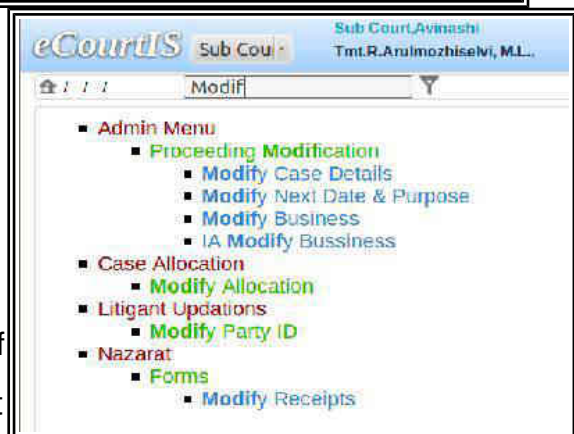 Sub Court,Avinashi
eCourtIS Sub Cou
Tmt.R.Arulmozhiselvi, M.L.,
/ / /
Modif
Admin Menu
Proceeding Modification
Modify Case Details
Modify Next Date & Purpose
Modify Business
IA Modify Bussiness
Case Allocation
Modify Allocation
Litigant Updations
Modify Party ID
Nazarat
Forms
Modify Receipts